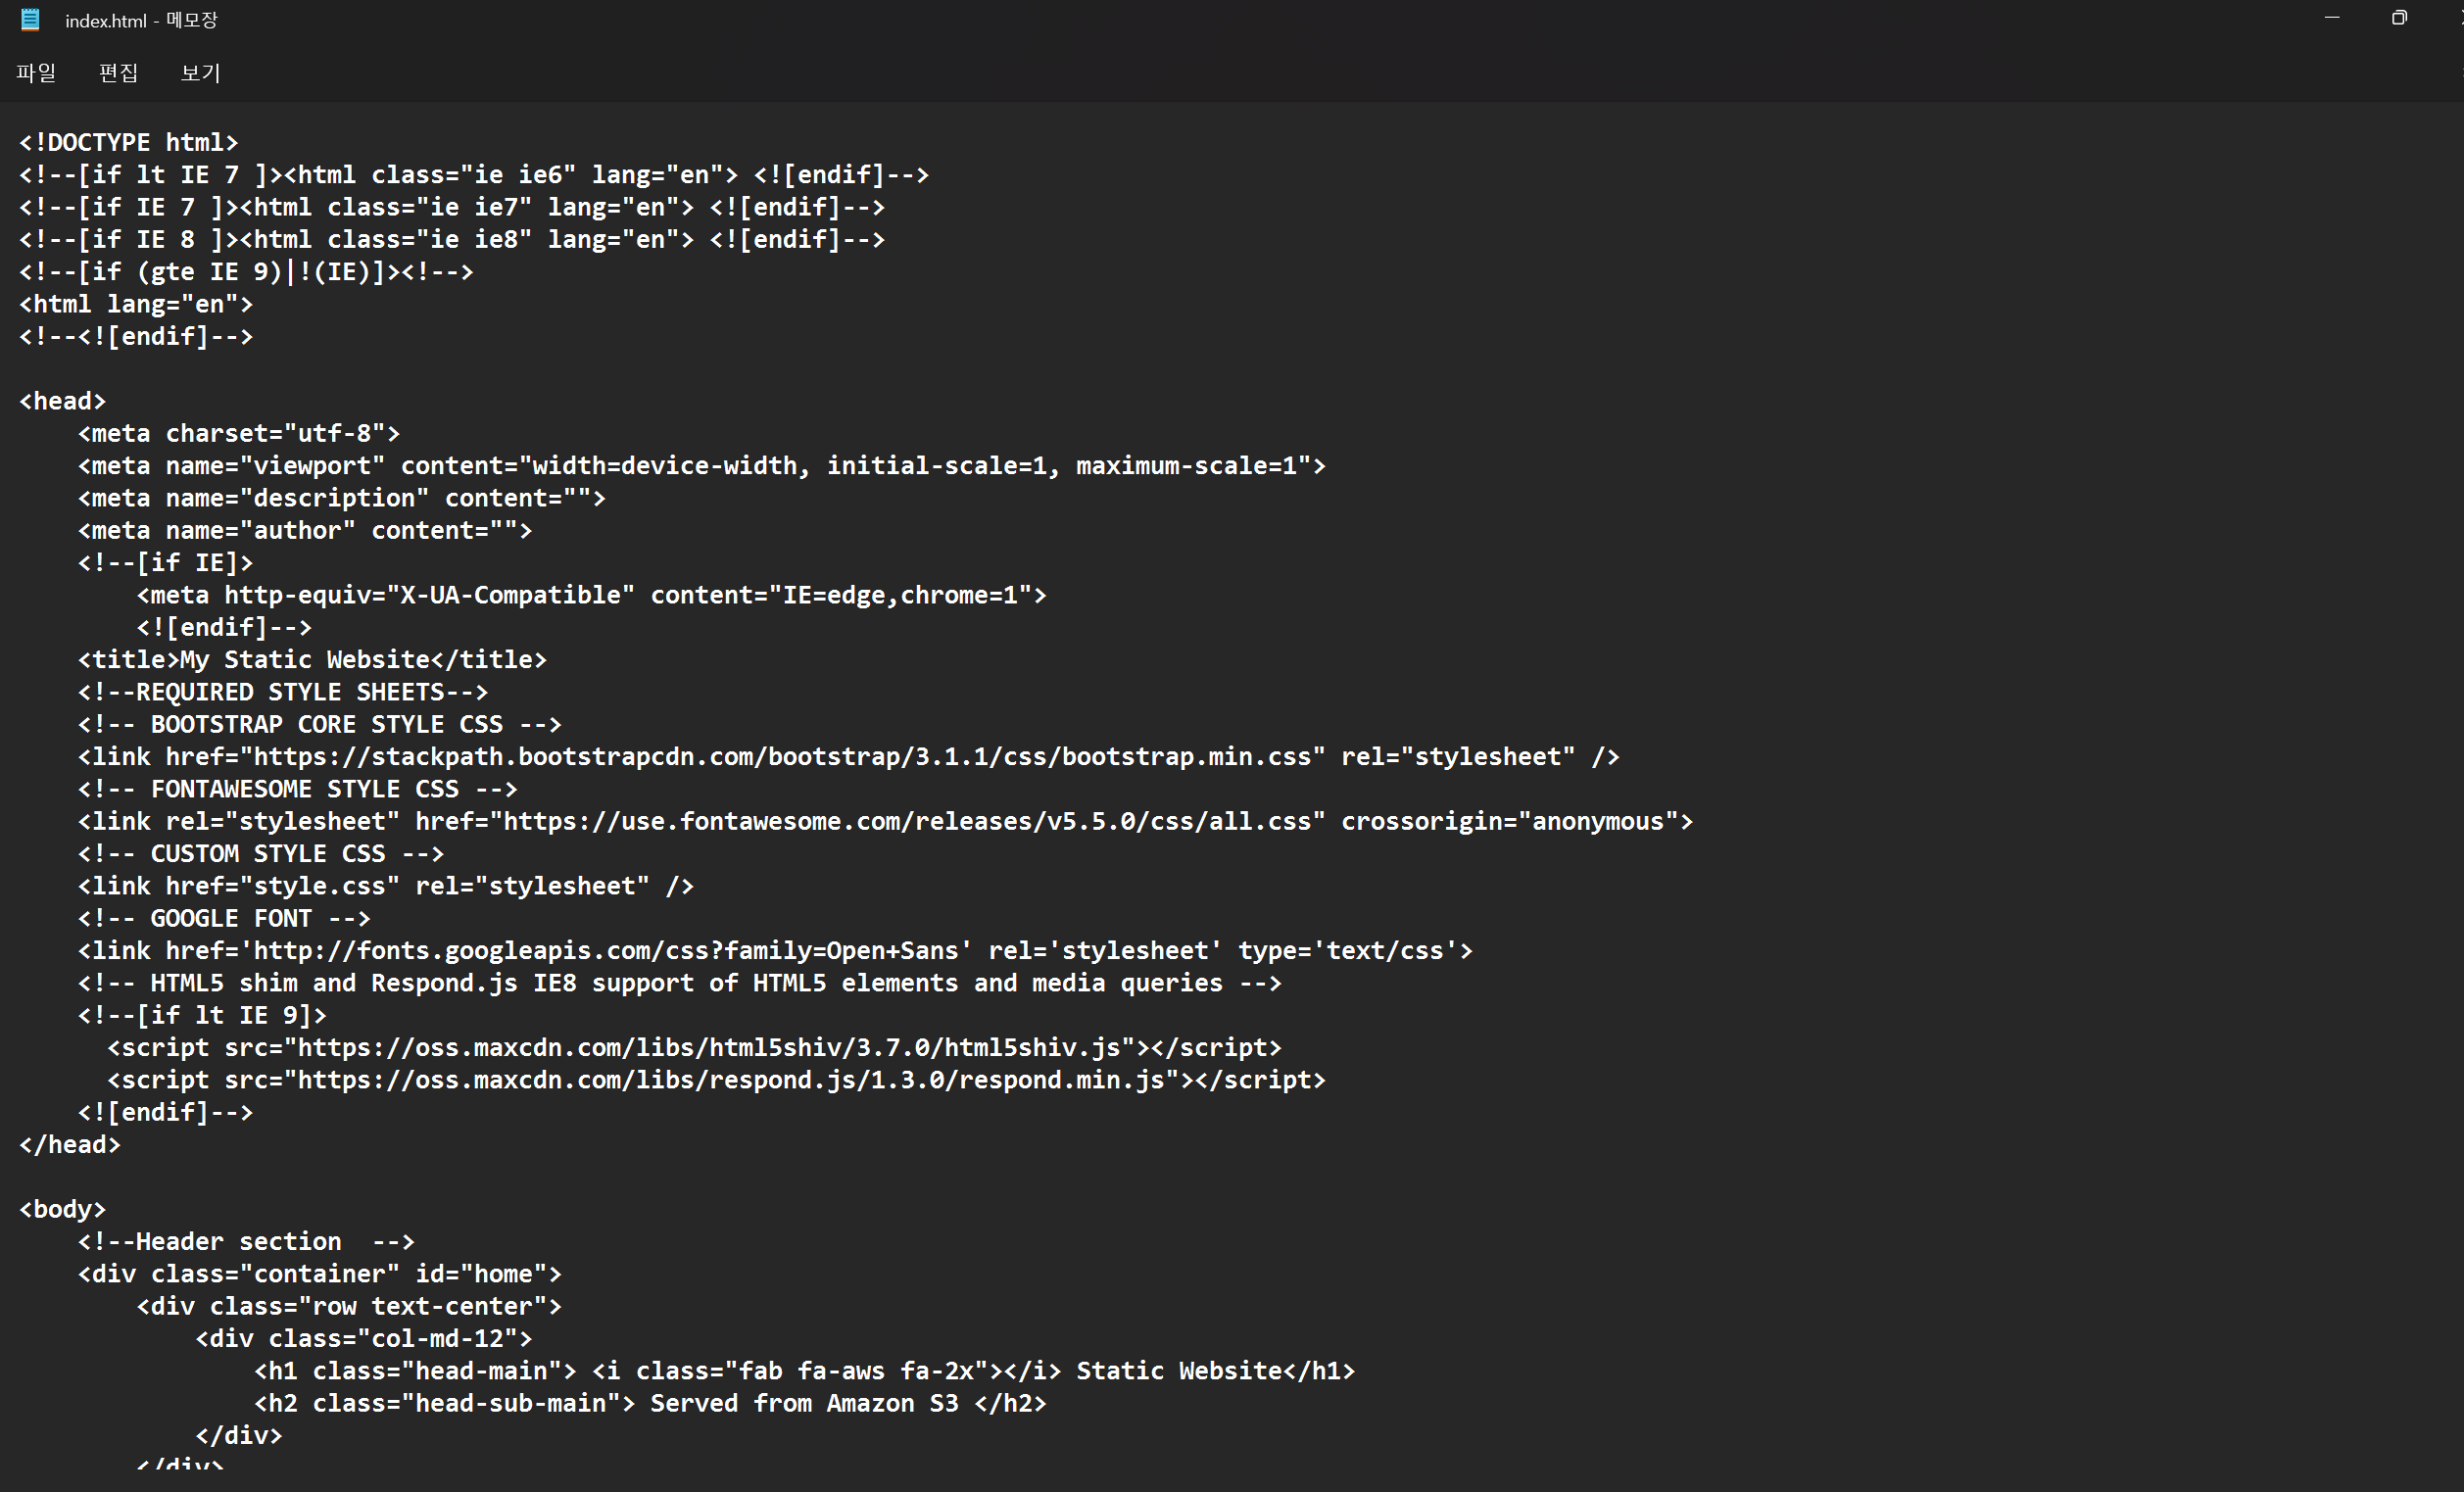 index.html - 메모장
파일 편집 보기
<!DOCTYPE html>
<!--[if lt IE 7 ]><html class="ie ie6" lang="en"> <![endif]-->
<!--[if IE 7 ]><html class="ie ie7" lang="en"> <![endif]-->
<!--[if IE 8 ]><html class="ie ie8" lang="en"> <![endif]-->
<!--[if (gte IE 9)|!(IE)]><!-->
<html lang="en">
<!--<![endif]-->
<head>
    <meta charset="utf-8">
    <meta name="viewport" content="width=device-width, initial-scale=1, maximum-scale=1">
    <meta name="description" content="">
    <meta name="author" content="">
    <!--[if IE]>
        <meta http-equiv="X-UA-Compatible" content="IE=edge,chrome=1">
        <![endif]-->
    <title>My Static Website</title>
    <!--REQUIRED STYLE SHEETS-->
    <!-- BOOTSTRAP CORE STYLE CSS -->
    <link href="https://stackpath.bootstrapcdn.com/bootstrap/3.1.1/css/bootstrap.min.css" rel="stylesheet" />
    <!-- FONTAWESOME STYLE CSS -->
    <link rel="stylesheet" href="https://use.fontawesome.com/releases/v5.5.0/css/all.css" crossorigin="anonymous">
    <!-- CUSTOM STYLE CSS -->
    <link href="style.css" rel="stylesheet" />
    <!-- GOOGLE FONT -->
    <link href='http://fonts.googleapis.com/css?family=Open+Sans' rel='stylesheet' type='text/css'>
    <!-- HTML5 shim and Respond.js IE8 support of HTML5 elements and media queries -->
    <!--[if lt IE 9]>
      <script src="https://oss.maxcdn.com/libs/html5shiv/3.7.0/html5shiv.js"></script>
      <script src="https://oss.maxcdn.com/libs/respond.js/1.3.0/respond.min.js"></script>
    <![endif]-->
</head>
<body>
    <!--Header section  -->
    <div class="container" id="home">
        <div class="row text-center">
            <div class="col-md-12">
                <h1 class="head-main"> <i class="fab fa-aws fa-2x"></i> Static Website</h1>
                <h2 class="head-sub-main"> Served from Amazon S3 </h2>
            </div>
        </div>